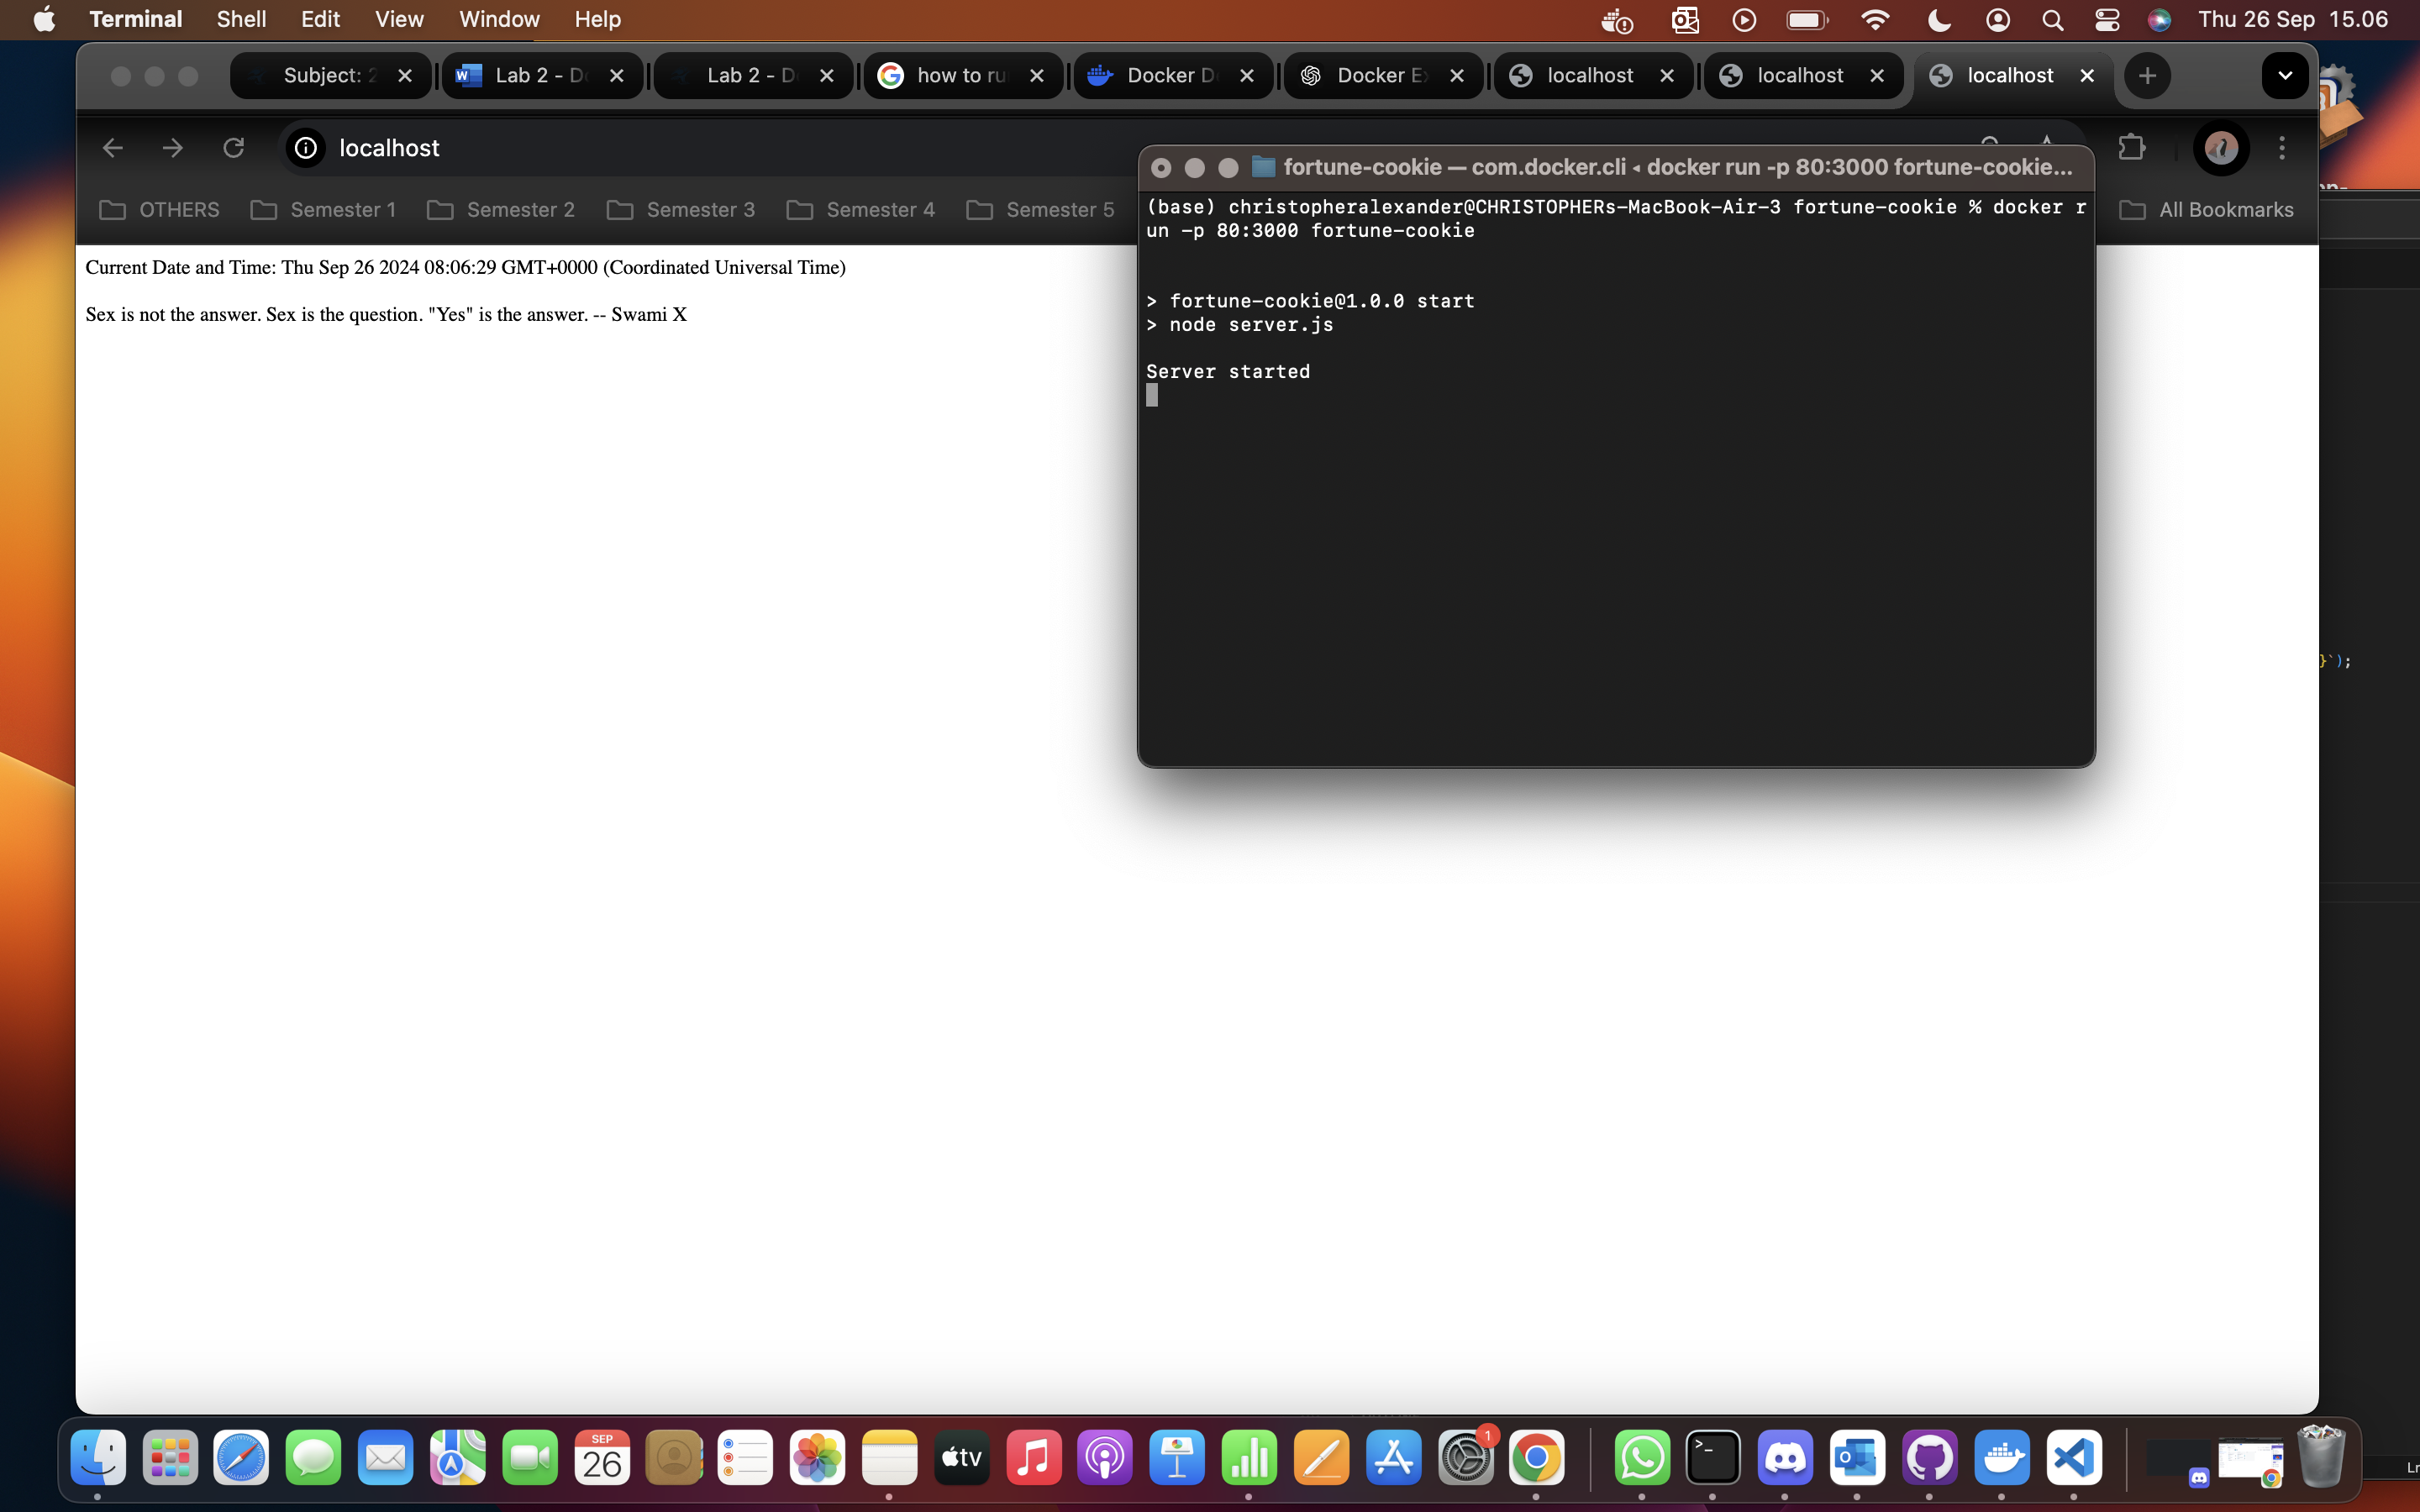 Terminal Shell Edit View Window Help Thu 26 Sep 15.06
Subject: 2 Lab 2 - Do Lab 2 - D how to ru Docker D Docker E localhost localhost localhost
localhost
OTHERS Semester 1 Semester 2 Semester 3 Semester 4 Semester 5 All Bookmarks
Current Date and Time: Thu Sep 26 2024 08:06:29 GMT+0000 (Coordinated Universal Time)
Sex is not the answer. Sex is the question. "Yes" is the answer. -- Swami X
fortune-cookie — com.docker.cli ◂ docker run -p 80:3000 fortune-cookie...
(base) christopheralexander@CHRISTOPHERs-MacBook-Air-3 fortune-cookie % docker r
un -p 80:3000 fortune-cookie
> fortune-cookie@1.0.0 start
> node server.js
Server started
}`);
SEP
26
tv
1